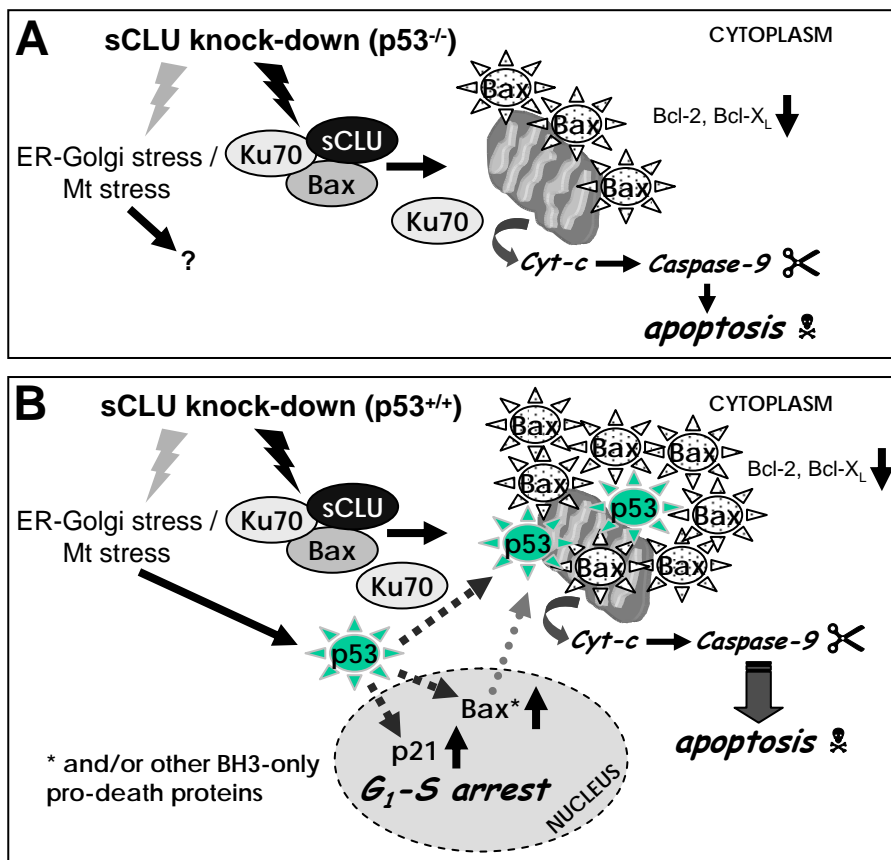 A
sCLU knock-down (p53-/-)
CYTOPLASM
Bax
Bax
Bax
Bcl-2, Bcl-XL
ER-Golgi stress /
Mt stress
?
Ku70
sCLU
Bax
Ku70
Cyt-c
Caspase-9
apoptosis
B
sCLU knock-down (p53+/+)
CYTOPLASM
Bax
Bax
Bax
Bax
Bax
Bax
Bax
p53
p53
Bcl-2, Bcl-XL
ER-Golgi stress /
Mt stress
Ku70
sCLU
Bax
Ku70
p53
Cyt-c
Caspase-9
apoptosis
Bax*
p21
G1-S arrest
NUCLEUS
* and/or other BH3-only
pro-death proteins